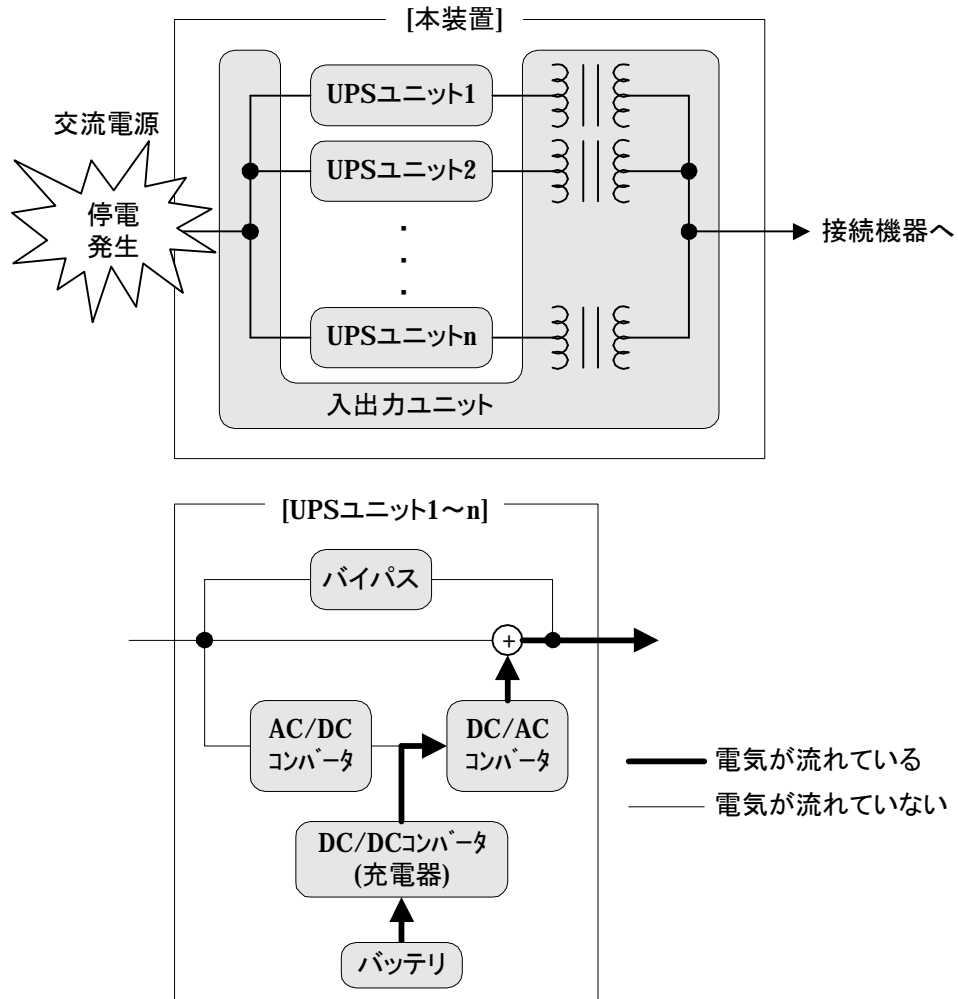 [本装置]
UPSユニット1
交流電源
UPSユニット2
停電
発生
接続機器へ
・
・
・
UPSユニットn
入出力ユニット
[UPSユニット1～n]
バイパス
+
AC/DC
コンバータ
DC/AC
コンバータ
電気が流れている
電気が流れていない
DC/DCコンバータ
(充電器)
バッテリ